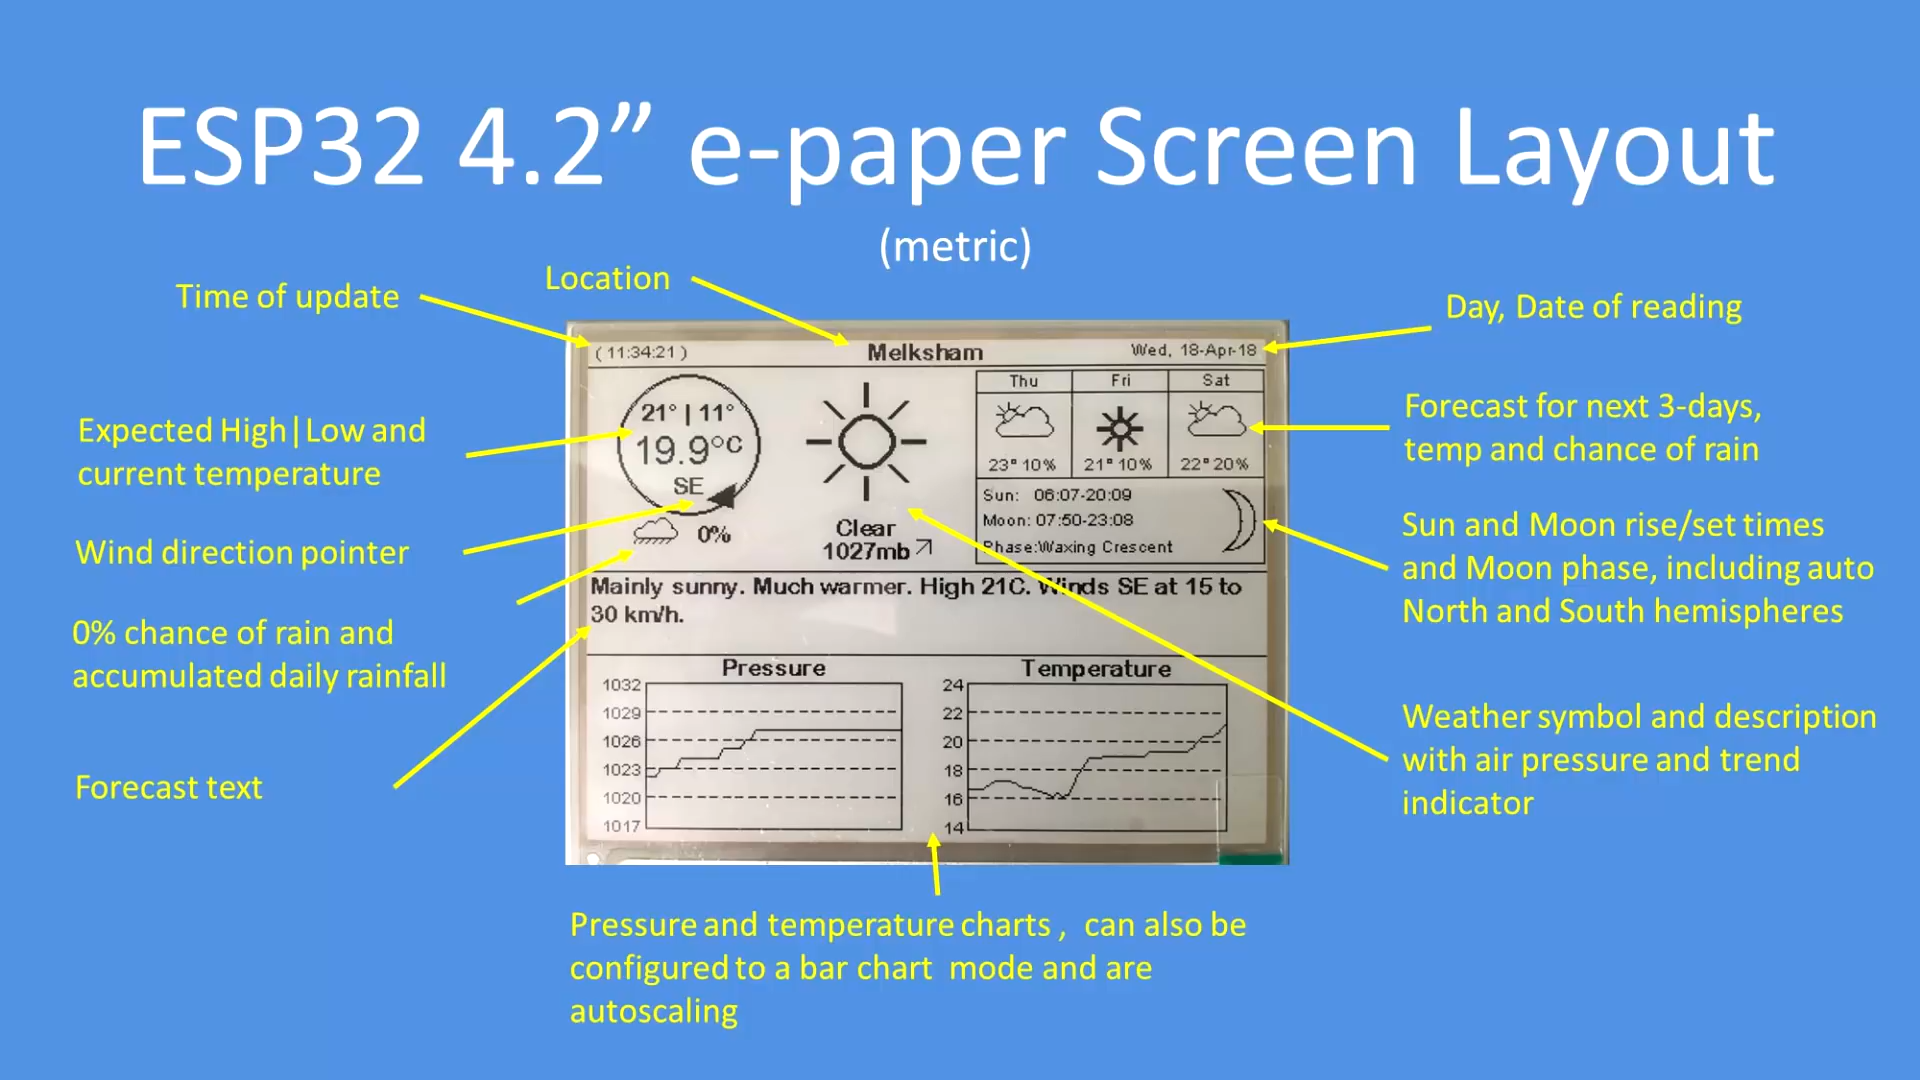 ESP32 4.2” e-paper Screen Layout
(metric)
Time of update
Location
Day, Date of reading
Expected High|Low and
current temperature
Wind direction pointer
0% chance of rain and
accumulated daily rainfall
Forecast text
( 11:34:21 )
Melksham
Wed, 18-Apr-18
21° | 11°
19.9°C
SE
0%
Clear
1027mb
Thu
Fri
Sat
23° 10%
21° 10%
22° 20%
Sun: 06:07-20:09
Moon: 07:50-23:08
Phase:Waxing Crescent
Mainly sunny. Much warmer. High 21C. Winds SE at 15 to
30 km/h.
Pressure
1032
1029
1026
1023
1020
1017
Temperature
24
22
20
18
16
14
Forecast for next 3-days,
temp and chance of rain
Sun and Moon rise/set times
and Moon phase, including auto
North and South hemispheres
Weather symbol and description
with air pressure and trend
indicator
Pressure and temperature charts , can also be
configured to a bar chart mode and are
autoscaling